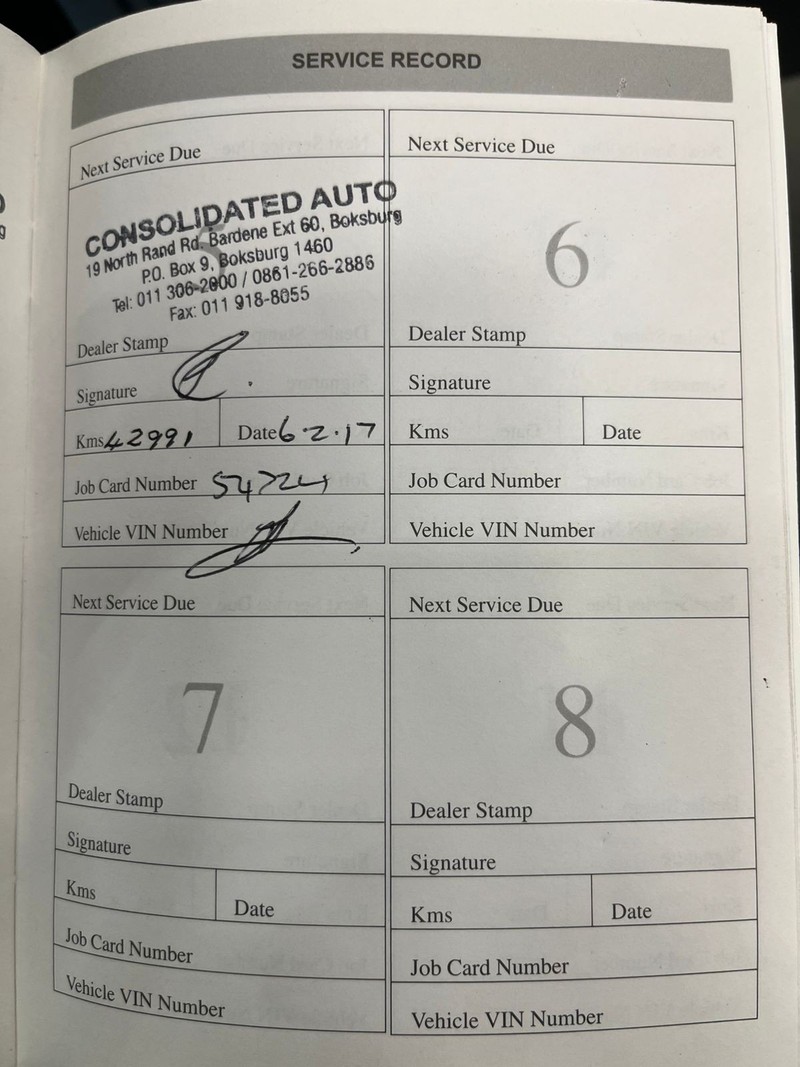 SERVICE RECORD
Next Service Due
CONSOLIDATED AUTO
19 North Rand Rd. Bardene Ext 60, Boksburg
P.O. Box 9, Boksburg 1460
Tel: 011 306-2000 / 0861-266-2886
Fax: 011 918-8055
Dealer Stamp
Signature
Kms 42991 Date 6.2.17
Job Card Number 54724
Vehicle VIN Number
Next Service Due
6
Dealer Stamp
Signature
Kms Date
Job Card Number
Vehicle VIN Number
Next Service Due
7
Dealer Stamp
Signature
Kms Date
Job Card Number
Vehicle VIN Number
Next Service Due
8
Dealer Stamp
Signature
Kms Date
Job Card Number
Vehicle VIN Number